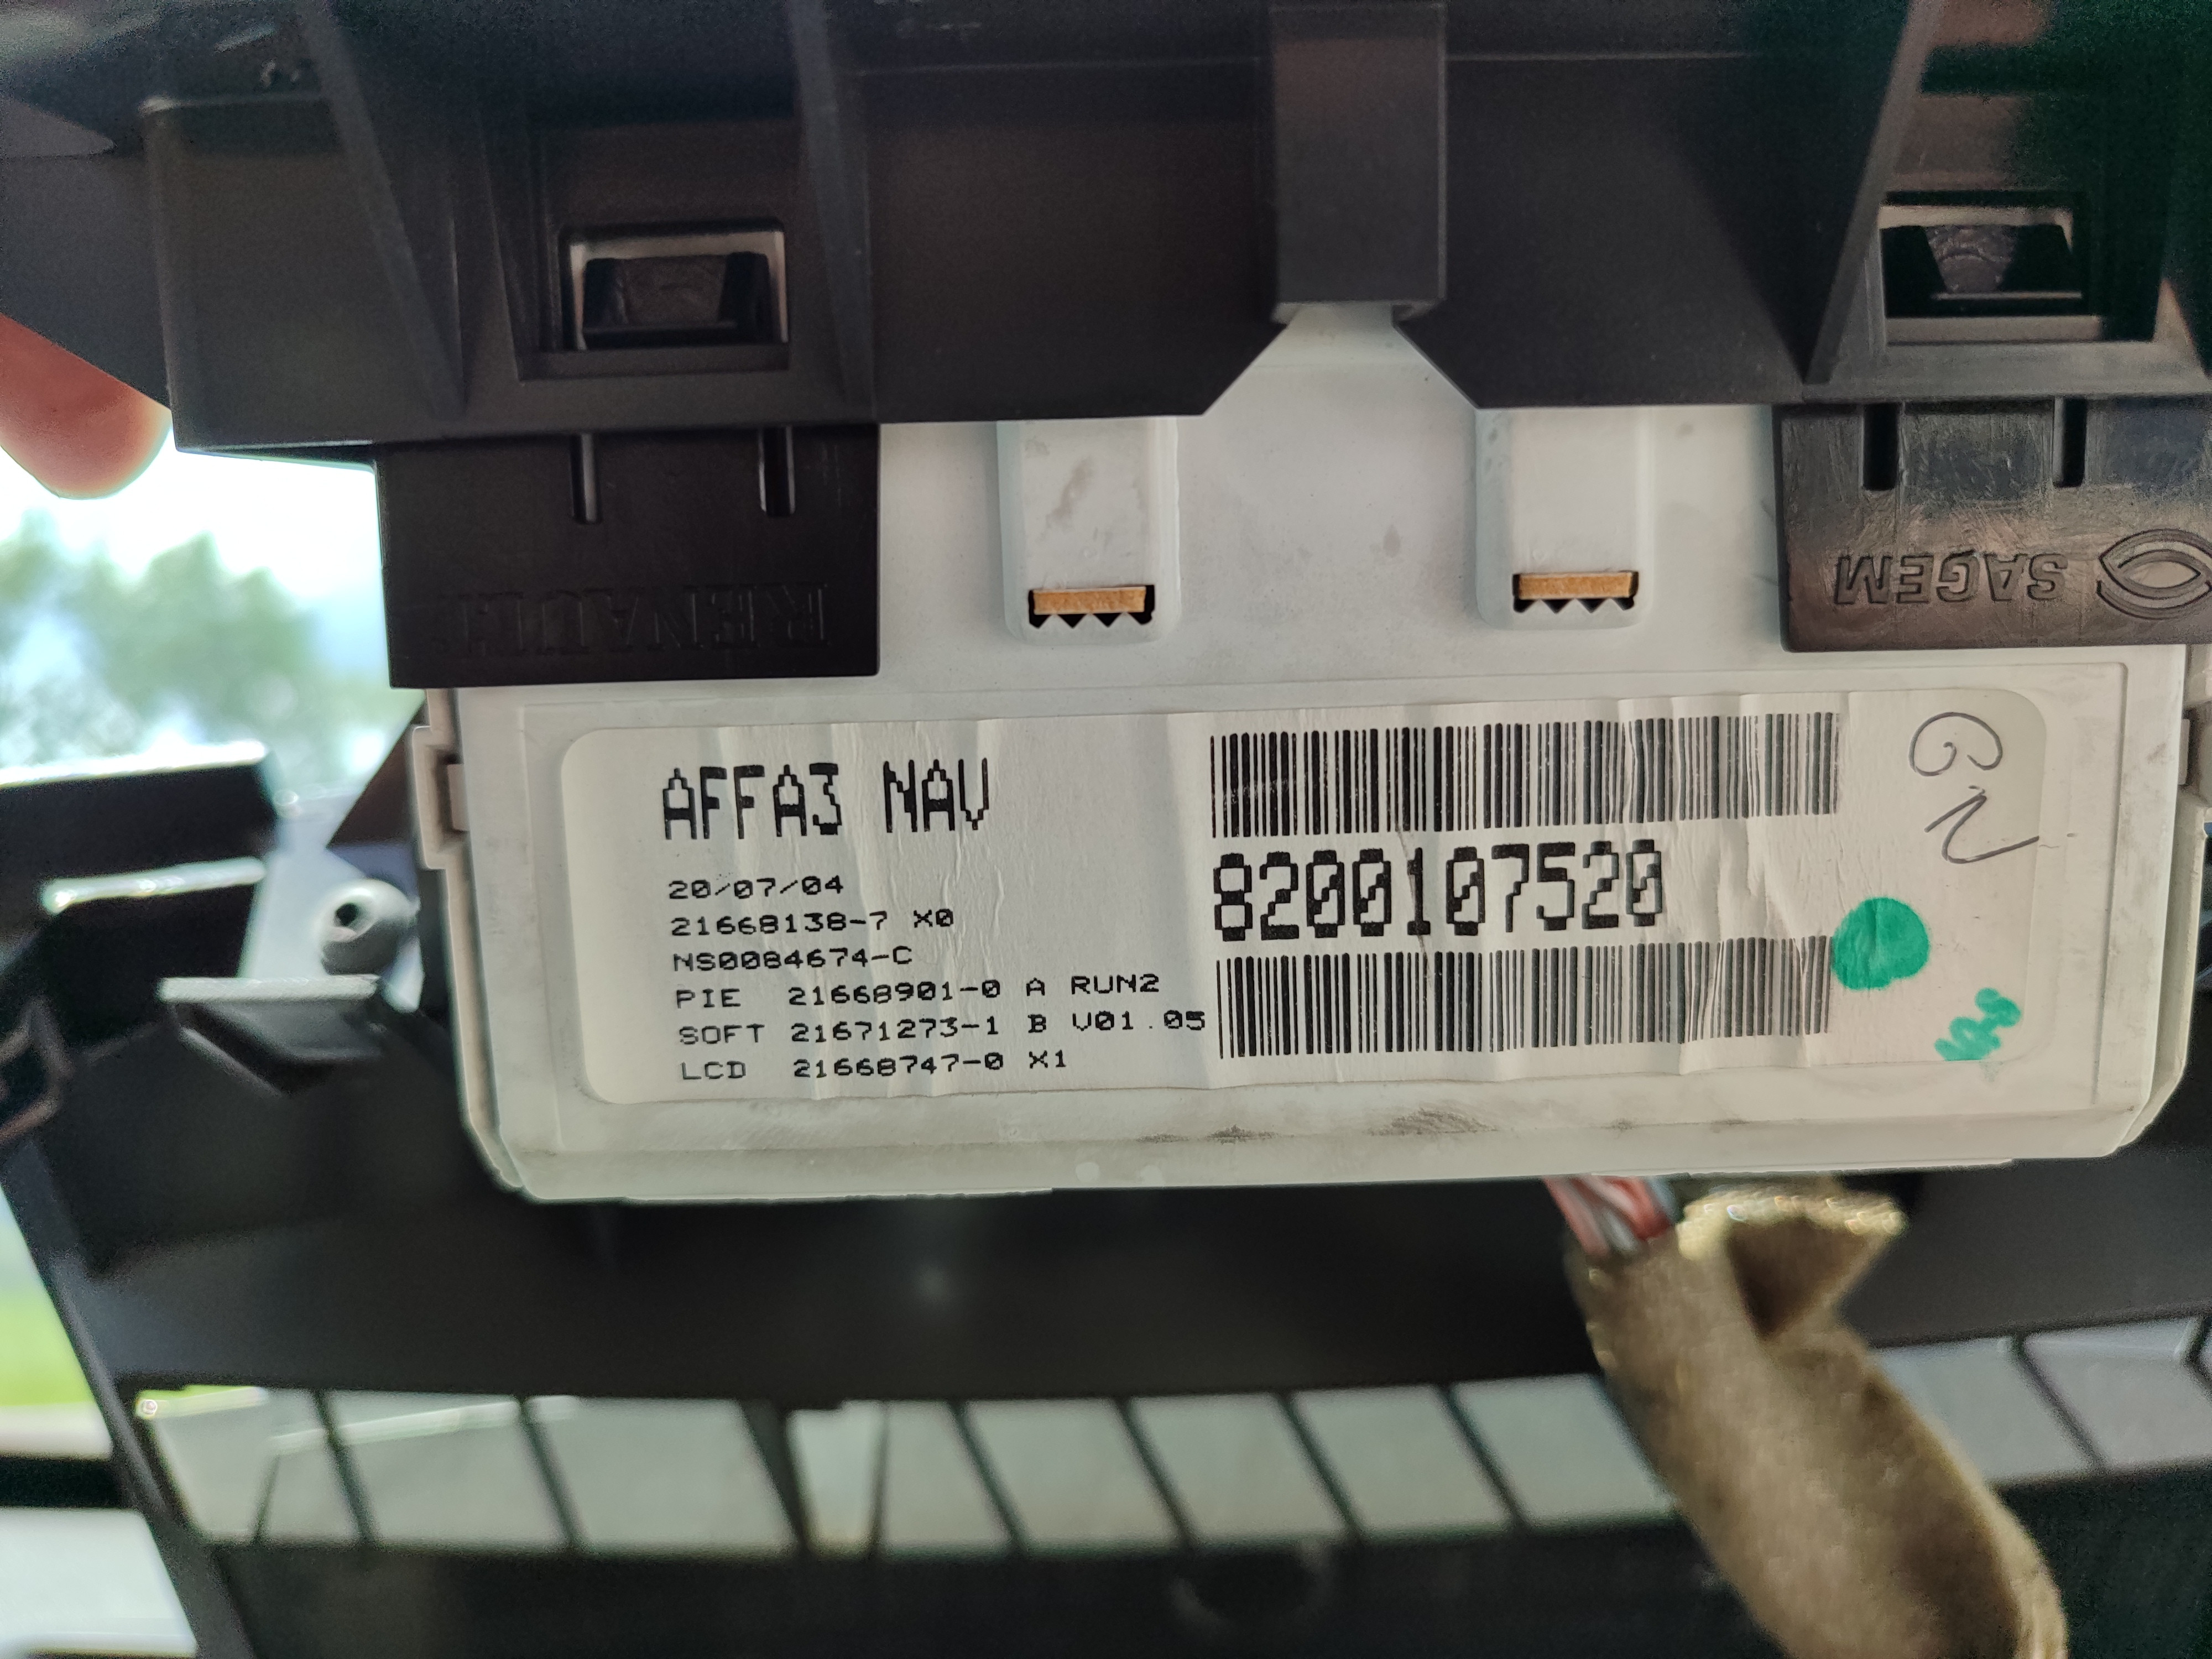 RENAULT
SAGEM
AFFA3 NAV
20/07/04
21668138-7 X0
NS0084674-C
PIE 21668901-0 A RUN2
SOFT 21671273-1 B V01.05
LCD 21668747-0 X1
8200107520